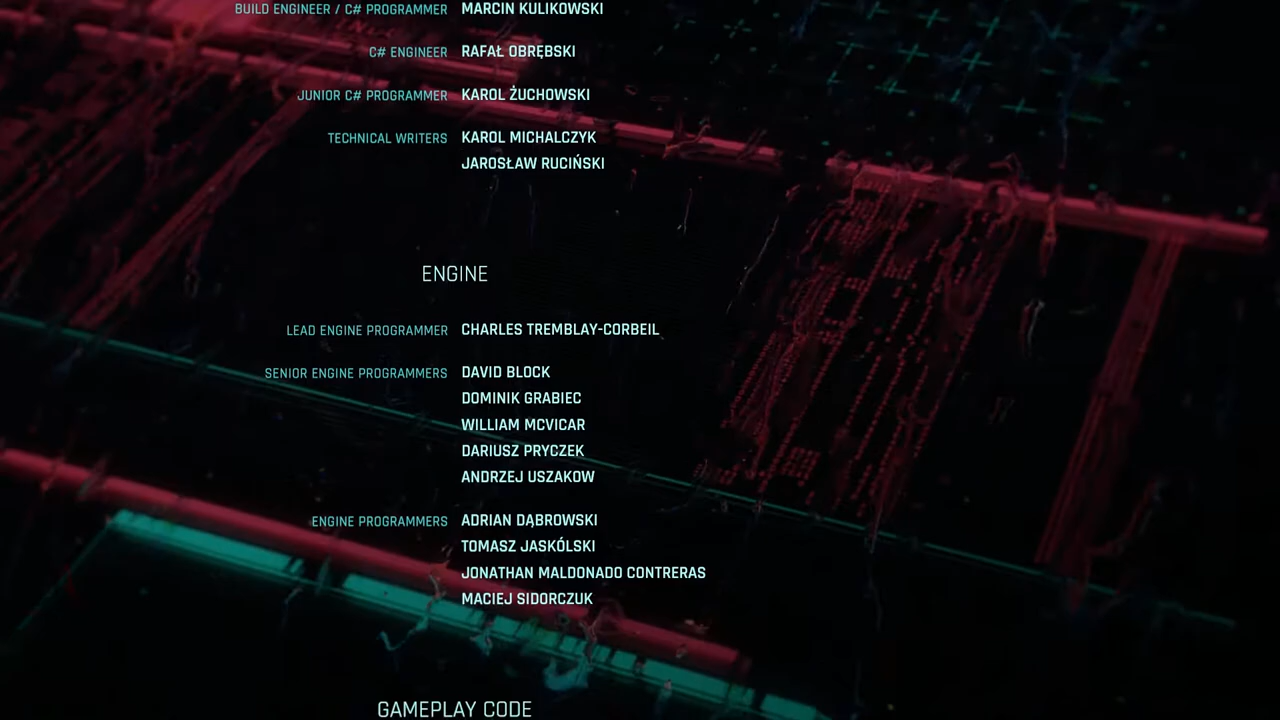 BUILD ENGINEER / C# PROGRAMMER MARCIN KULIKOWSKI
C# ENGINEER RAFAŁ OBRĘBSKI
JUNIOR C# PROGRAMMER KAROL ŻUCHOWSKI
TECHNICAL WRITERS KAROL MICHALCZYK
JAROSŁAW RUCIŃSKI
ENGINE
LEAD ENGINE PROGRAMMER CHARLES TREMBLAY-CORBEIL
SENIOR ENGINE PROGRAMMERS DAVID BLOCK
DOMINIK GRABIEC
WILLIAM MCVICAR
DARIUSZ PRYCZEK
ANDRZEJ USZAKOW
ENGINE PROGRAMMERS ADRIAN DĄBROWSKI
TOMASZ JASKÓLSKI
JONATHAN MALDONADO CONTRERAS
MACIEJ SIDORCZUK
GAMEPLAY CODE